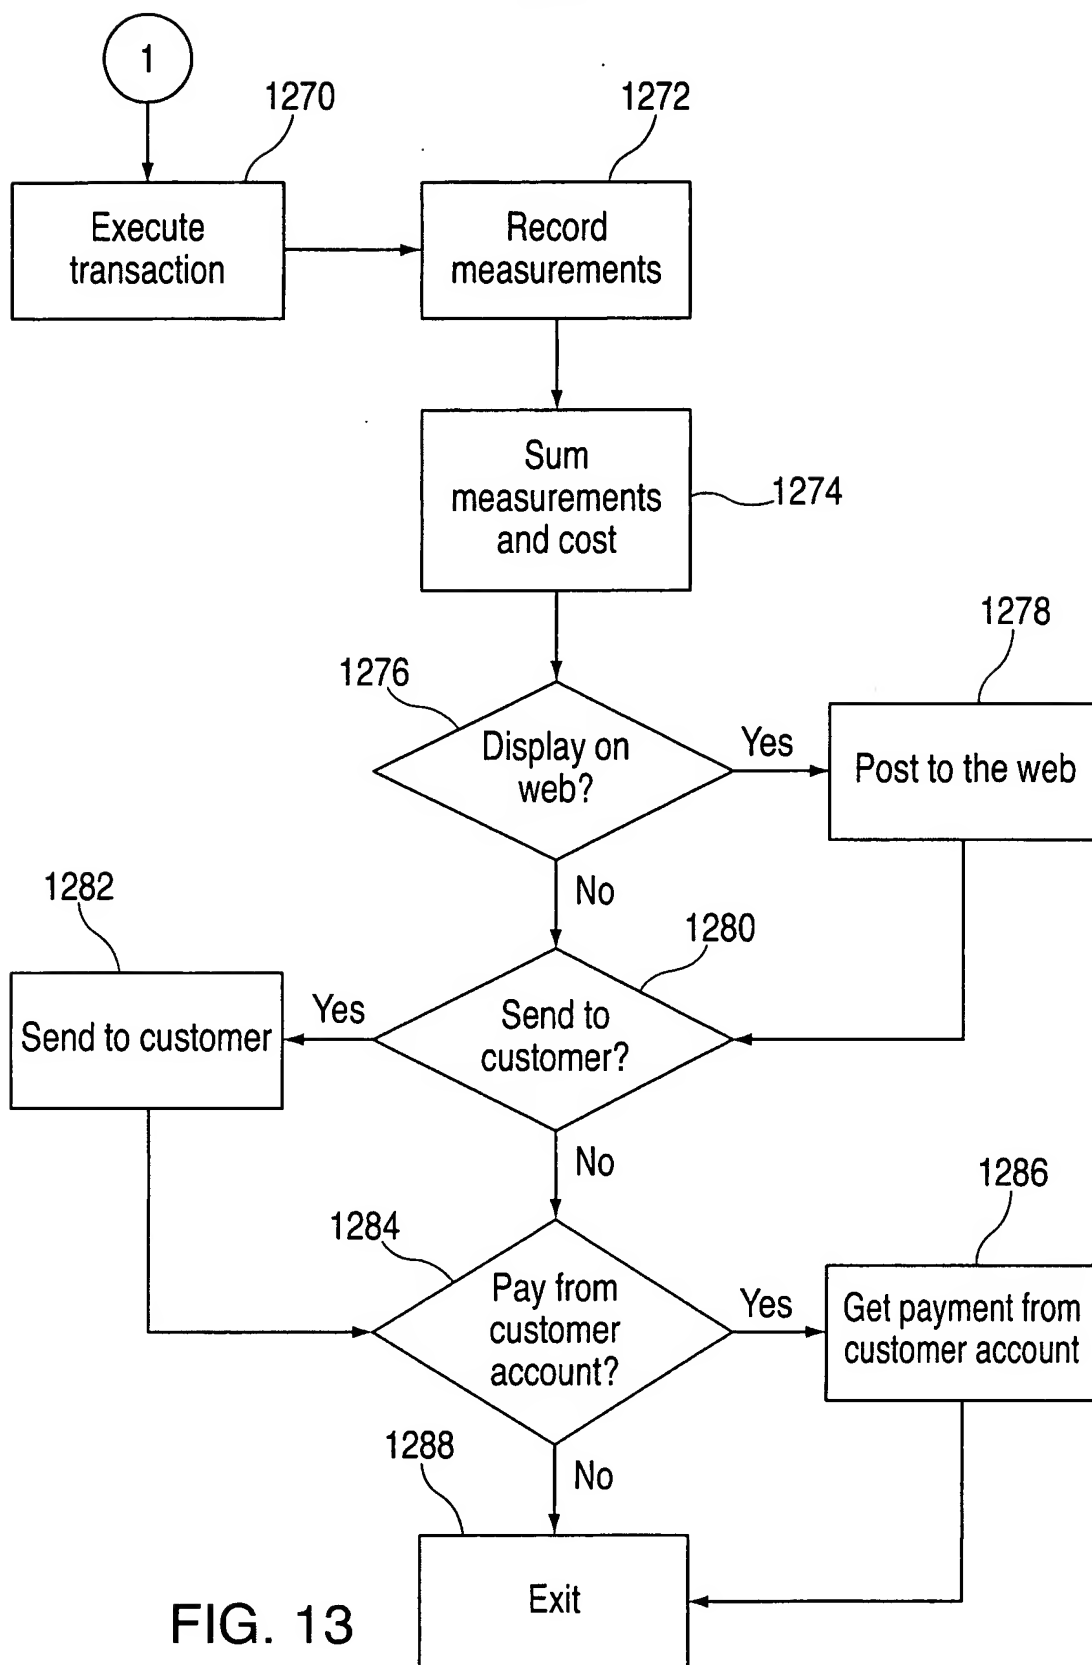 1
1270
1272
Execute
transaction
Record
measurements
Sum
measurements
and cost
1274
1278
1276
Display on
web?
Yes
Post to the web
No
1282
1280
Send to customer
Yes
Send to
customer?
No
1286
1284
Pay from
customer
account?
Yes
Get payment from
customer account
1288
No
Exit
FIG. 13